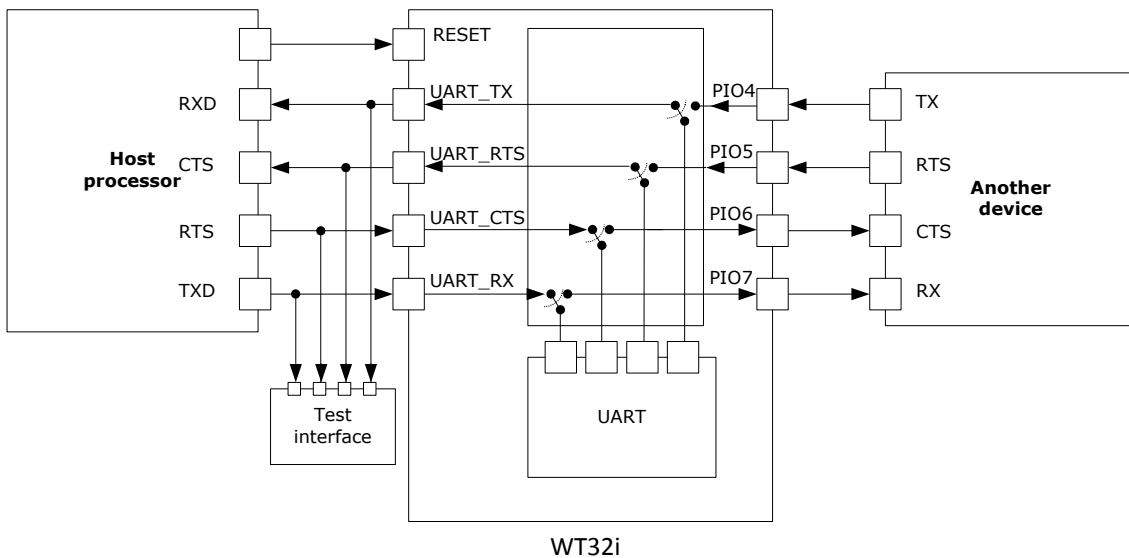 RESET
RXD
UART_TX
PIO4
TX
Host
processor
CTS
UART_RTS
PIO5
RTS
Another
device
RTS
UART_CTS
PIO6
CTS
TXD
UART_RX
PIO7
RX
Test
interface
UART
WT32i